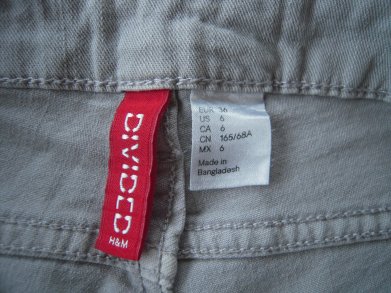 DIVIDED
H&M
EUR 36
US 6
CA 6
CN 165/68A
MX 6
Made in
Bangladesh